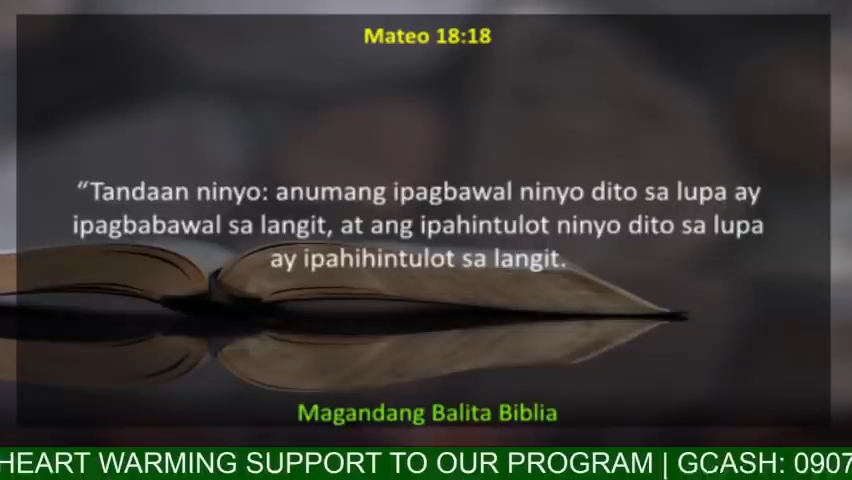 Mateo 18:18
“Tandaan ninyo: anumang ipagbawal ninyo dito sa lupa ay
ipagbabawal sa langit, at ang ipahintulot ninyo dito sa lupa
ay ipahihintulot sa langit.
Magandang Balita Biblia
HEART WARMING SUPPORT TO OUR PROGRAM | GCASH: 0907